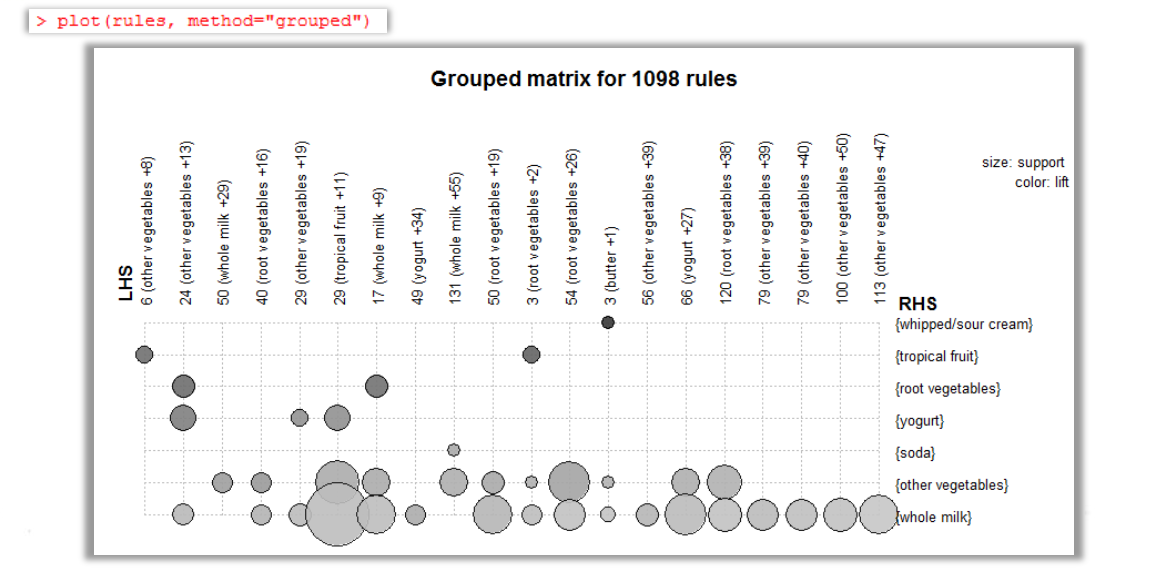 > plot(rules, method="grouped")
Grouped matrix for 1098 rules
size: support
color: lift
LHS
6 (other vegetables +8)
24 (other vegetables +13)
50 (whole milk +29)
40 (root vegetables +16)
29 (other vegetables +19)
29 (tropical fruit +11)
17 (whole milk +9)
49 (yogurt +34)
131 (whole milk +55)
50 (root vegetables +19)
3 (root vegetables +2)
54 (root vegetables +26)
3 (butter +1)
56 (other vegetables +39)
66 (yogurt +27)
120 (root vegetables +38)
79 (other vegetables +39)
79 (other vegetables +40)
100 (other vegetables +50)
113 (other vegetables +47)
RHS
{whipped/sour cream}
{tropical fruit}
{root vegetables}
{yogurt}
{soda}
{other vegetables}
{whole milk}